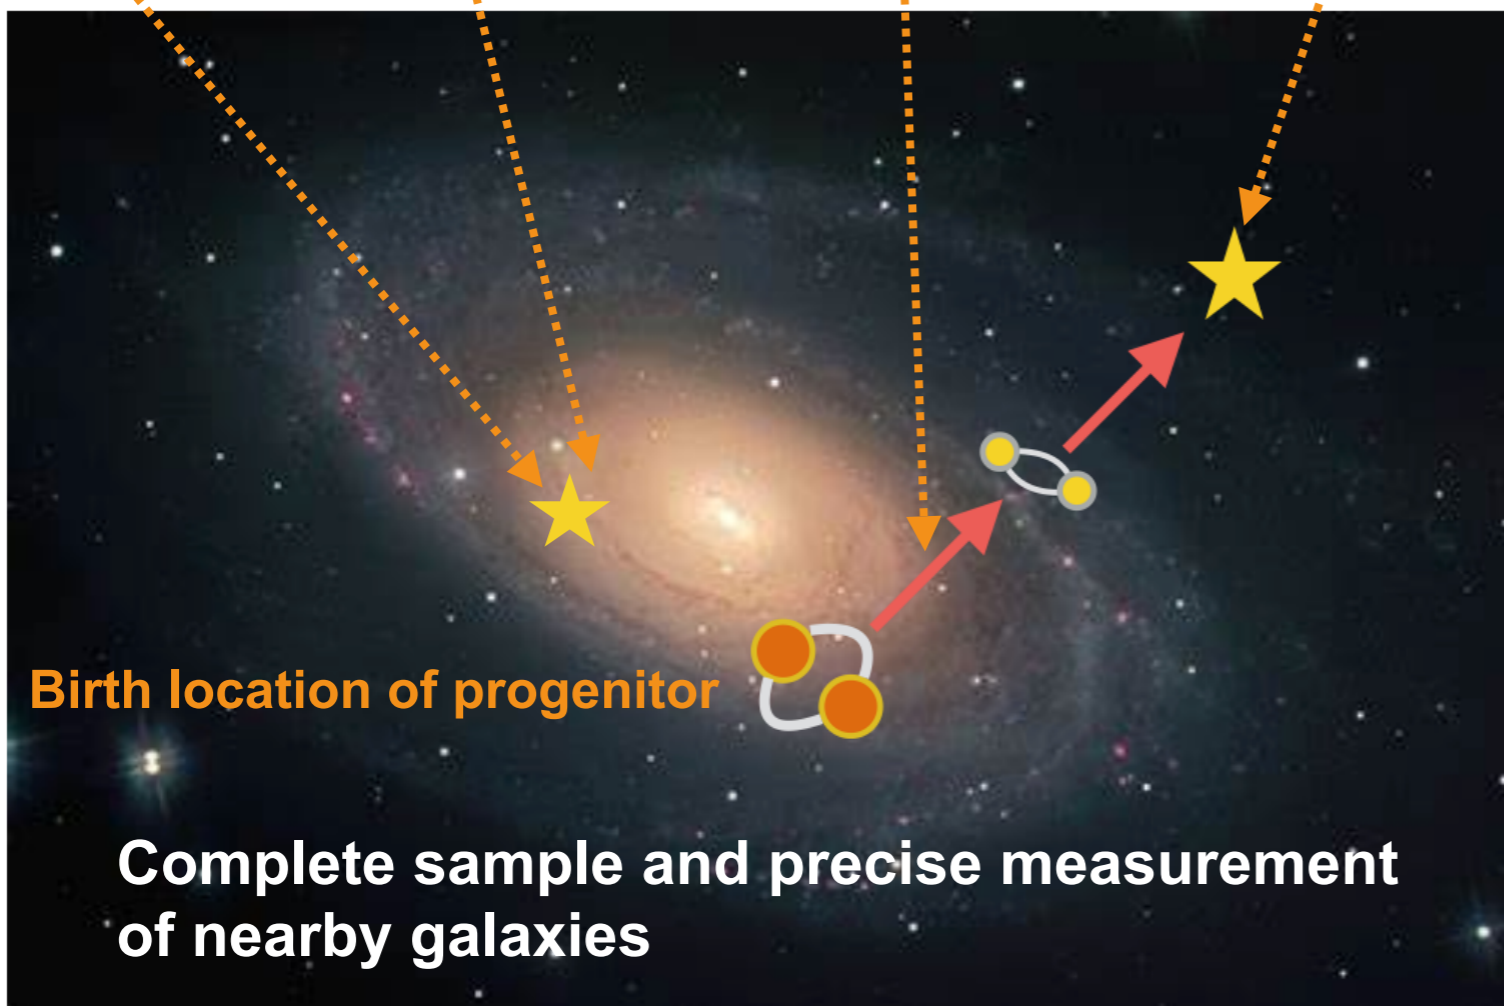 Birth location of progenitor
Complete sample and precise measurement
of nearby galaxies